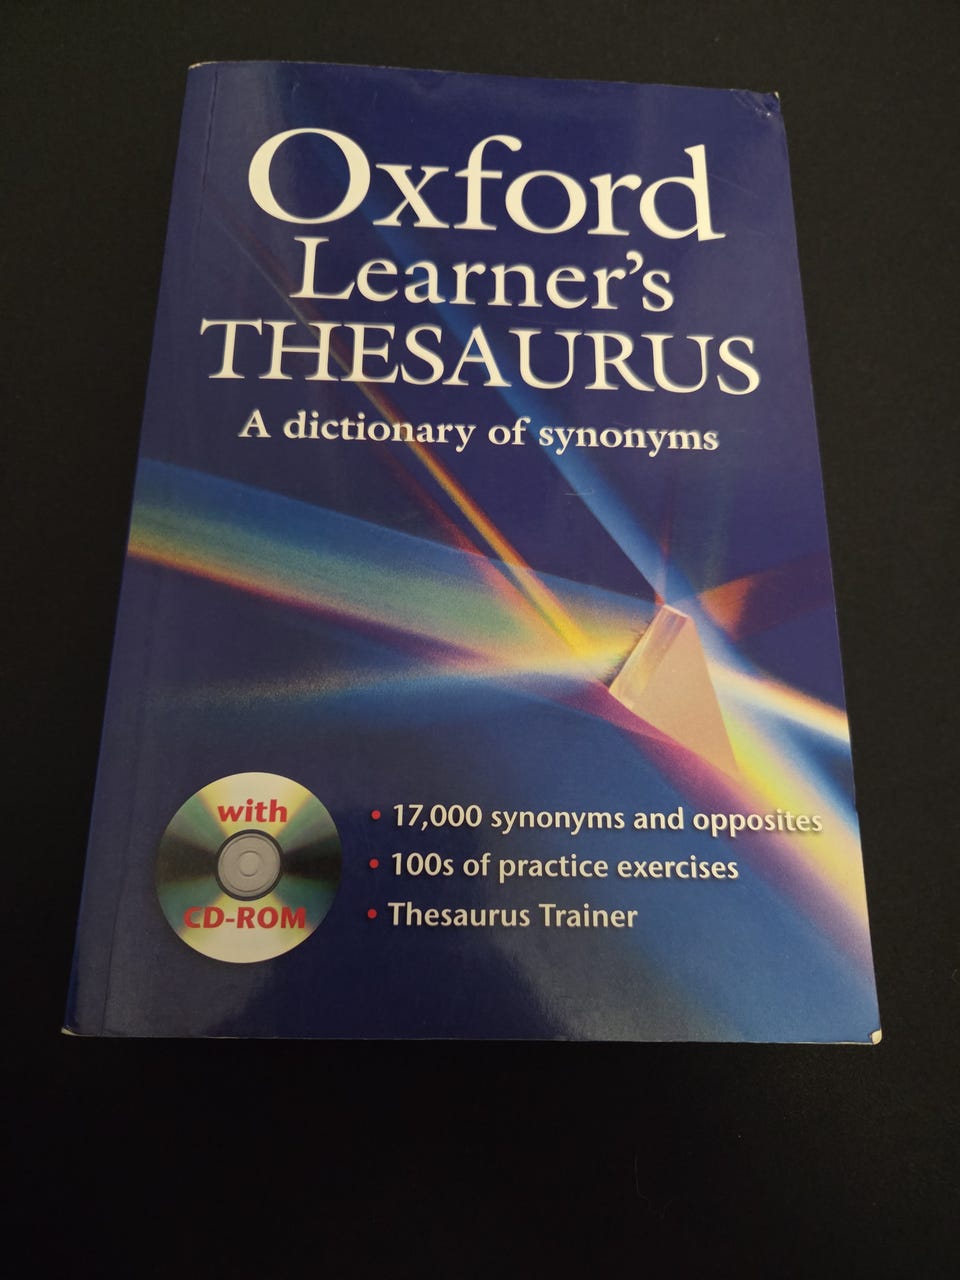 Oxford
Learner's
THESAURUS
A dictionary of synonyms
with
CD-ROM
• 17,000 synonyms and opposites
• 100s of practice exercises
• Thesaurus Trainer